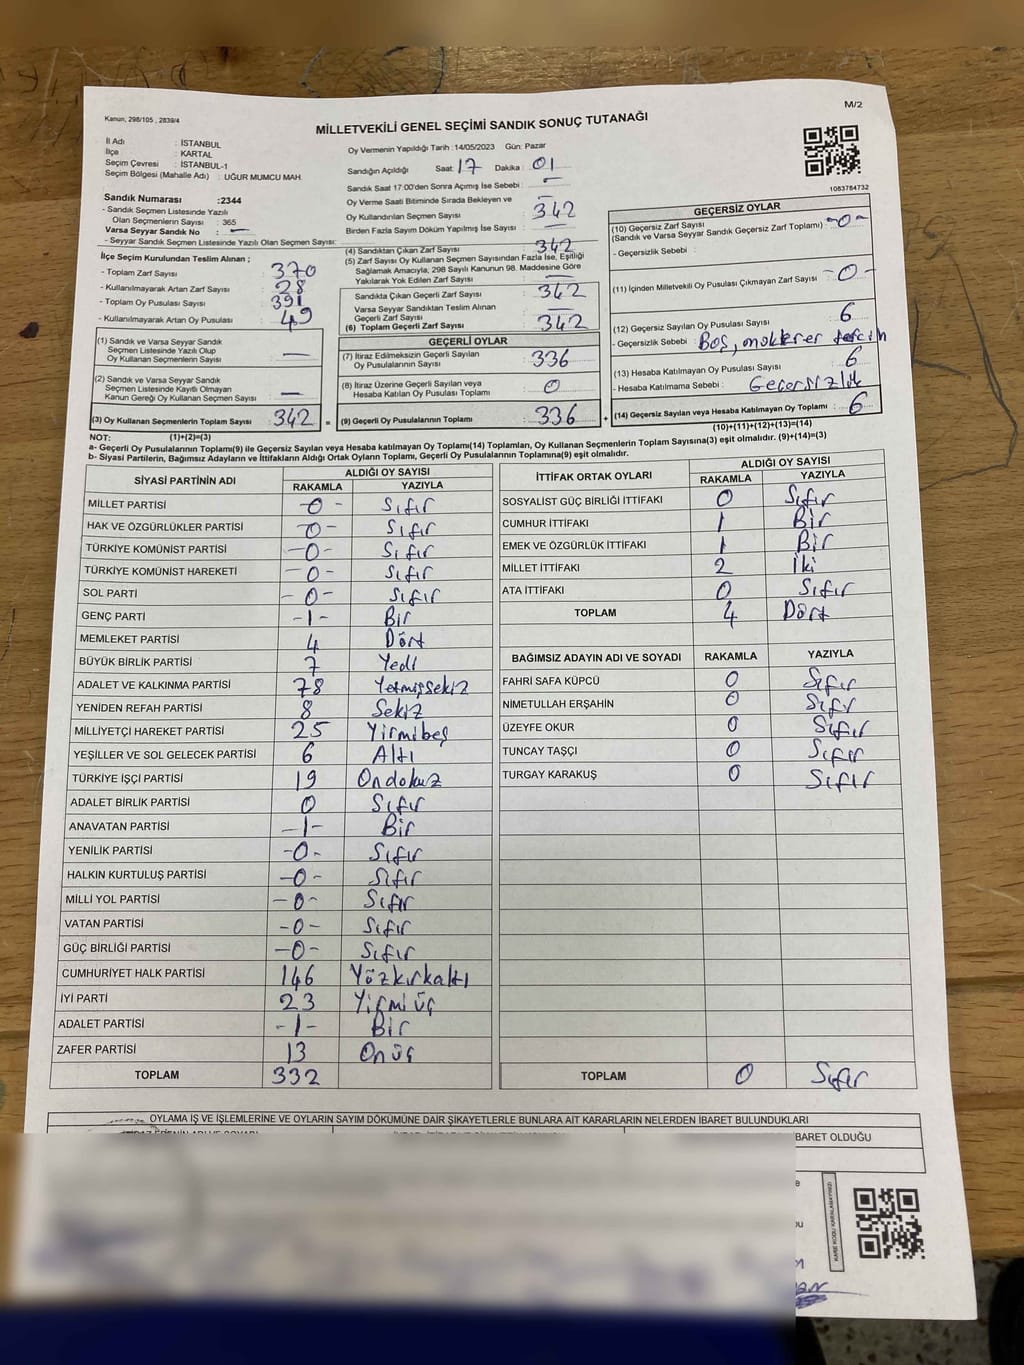 Kanun, 298/105 , 2839/4
M/2
MİLLETVEKİLİ GENEL SEÇİMİ SANDIK SONUÇ TUTANAĞI
İl Adı : İSTANBUL
İlçe : KARTAL
Seçim Çevresi : İSTANBUL-1
Seçim Bölgesi (Mahalle Adı) : UĞUR MUMCU MAH.
Sandık Numarası :2344
- Sandık Seçmen Listesinde Yazılı
Olan Seçmenlerin Sayısı : 365
Varsa Seyyar Sandık No : —
- Seyyar Sandık Seçmen Listesinde Yazılı Olan Seçmen Sayısı:
Oy Vermenin Yapıldığı Tarih : 14/05/2023 Gün: Pazar
Sandığın Açıldığı Saat: 17 Dakika : 01
Sandık Saat 17:00'den Sonra Açımış İse Sebebi : —
Oy Verme Saati Bitiminde Sırada Bekleyen ve : —
Oy Kullandırılan Seçmen Sayısı 342
Birden Fazla Sayım Döküm Yapılmış İse Sayısı : —
(4) Sandıktan Çıkan Zarf Sayısı 342
(5) Zarf Sayısı Oy Kullanan Seçmen Sayısından Fazla İse, Eşitliği
Sağlamak Amacıyla, 298 Sayılı Kanunun 98. Maddesine Göre
Yakılarak Yok Edilen Zarf Sayısı : —
1083784732
İlçe Seçim Kurulundan Teslim Alınan ;
- Toplam Zarf Sayısı : 370
- Kullanılmayarak Artan Zarf Sayısı : 28
- Toplam Oy Pusulası Sayısı : 391
- Kullanılmayarak Artan Oy Pusulası : 49
Sandıkta Çıkan Geçerli Zarf Sayısı : 342
Varsa Seyyar Sandıktan Teslim Alınan
Geçerli Zarf Sayısı : —
(6) Toplam Geçerli Zarf Sayısı : 342
(1) Sandık ve Varsa Seyyar Sandık
Seçmen Listesinde Yazılı Olup
Oy Kullanan Seçmenlerin Sayısı : —
(2) Sandık ve Varsa Seyyar Sandık
Seçmen Listesinde Kayıtlı Olmayan
Kanun Gereği Oy Kullanan Seçmen Sayısı : —
(3) Oy Kullanan Seçmenlerin Toplam Sayısı : 342 =
GEÇERLİ OYLAR
(7) İtiraz Edilmeksizin Geçerli Sayılan
Oy Pusulalarının Sayısı : 336
(8) İtiraz Üzerine Geçerli Sayılan veya
Hesaba Katılan Oy Pusulaları Toplamı : 0
(9) Geçerli Oy Pusulalarının Toplamı : 336 +
GEÇERSİZ OYLAR
(10) Geçersiz Zarf Sayısı
(Sandık ve Varsa Seyyar Sandık Geçersiz Zarf Toplamı) : -0-
- Geçersizlik Sebebi :
(11) İçinden Milletvekili Oy Pusulası Çıkmayan Zarf Sayısı : -0-
(12) Geçersiz Sayılan Oy Pusulası Sayısı : 6
- Geçersizlik Sebebi : Boş, mükterer tercih
(13) Hesaba Katılmayan Oy Pusulası Sayısı : 6
- Hesaba Katılmama Sebebi : Geçersizlik
(14) Geçersiz Sayılan veya Hesaba Katılmayan Oy Toplamı : 6
(10)+(11)+(12)+(13)=(14)
NOT: (1)+(2)=(3)
a- Geçerli Oy Pusulalarının Toplamı(9) ile Geçersiz Sayılan veya Hesaba katılmayan Oy Toplamı(14) Toplamları, Oy Kullanan Seçmenlerin Toplam Sayısına(3) eşit olmalıdır. (9)+(14)=(3)
b- Siyasi Partilerin, Bağımsız Adayların ve İttifakların Aldığı Oyların Toplamı, Geçerli Oy Pusulalarının Toplamına(9) eşit olmalıdır.
SİYASİ PARTİNİN ADI ALDIĞI OY SAYISI
RAKAMLA YAZIYLA
MİLLET PARTİSİ -0- Sıfır
HAK VE ÖZGÜRLÜKLER PARTİSİ -0- Sıfır
TÜRKİYE KOMÜNİST PARTİSİ -0- Sıfır
TÜRKİYE KOMÜNİST HAREKETİ -0- Sıfır
SOL PARTİ -0- Sıfır
GENÇ PARTİ -1- Bir
MEMLEKET PARTİSİ 4 Dört
BÜYÜK BİRLİK PARTİSİ 7 Yedi
ADALET VE KALKINMA PARTİSİ 78 Yetmişsekiz
YENİDEN REFAH PARTİSİ 8 Sekiz
MİLLİYETÇİ HAREKET PARTİSİ 25 Yirmibeş
YEŞİLLER VE SOL GELECEK PARTİSİ 6 Altı
TÜRKİYE İŞÇİ PARTİSİ 19 Ondokuz
ADALET BİRLİK PARTİSİ 0 Sıfır
ANAVATAN PARTİSİ -1- Bir
YENİLİK PARTİSİ -0- Sıfır
HALKIN KURTULUŞ PARTİSİ -0- Sıfır
MİLLİ YOL PARTİSİ -0- Sıfır
VATAN PARTİSİ -0- Sıfır
GÜÇ BİRLİĞİ PARTİSİ -0- Sıfır
CUMHURİYET HALK PARTİSİ 146 Yözkırkaltı
İYİ PARTİ 23 Yirmi üç
ADALET PARTİSİ -1- Bir
ZAFER PARTİSİ 13 Onüç
TOPLAM 332
İTTİFAK ORTAK OYLARI ALDIĞI OY SAYISI
RAKAMLA YAZIYLA
SOSYALİST GÜÇ BİRLİĞİ İTTİFAKI 0 Sıfır
CUMHUR İTTİFAKI 1 Bir
EMEK VE ÖZGÜRLÜK İTTİFAKI 1 Bir
MİLLET İTTİFAKI 2 İki
ATA İTTİFAKI 0 Sıfır
TOPLAM 4 Dört
BAĞIMSIZ ADAYIN ADI VE SOYADI RAKAMLA YAZIYLA
FAHRİ SAFA KÜPCÜ 0 Sıfır
NİMETULLAH ERŞAHİN 0 Sıfır
ÜZEYFE OKUR 0 Sıfır
TUNCAY TAŞÇI 0 Sıfır
TURGAY KARAKUŞ 0 Sıfır
TOPLAM 0 Sıfır
OYLAMA İŞ VE İŞLEMLERİNE VE OYLARIN SAYIM DÖKÜMÜNE DAİR ŞİKAYETLERLE BUNLARA AİT KARARLARIN NELERDEN İBARET BULUNDUKLARI
BARET OLDUĞU
KARE KODU KARALAMAYINIZ!